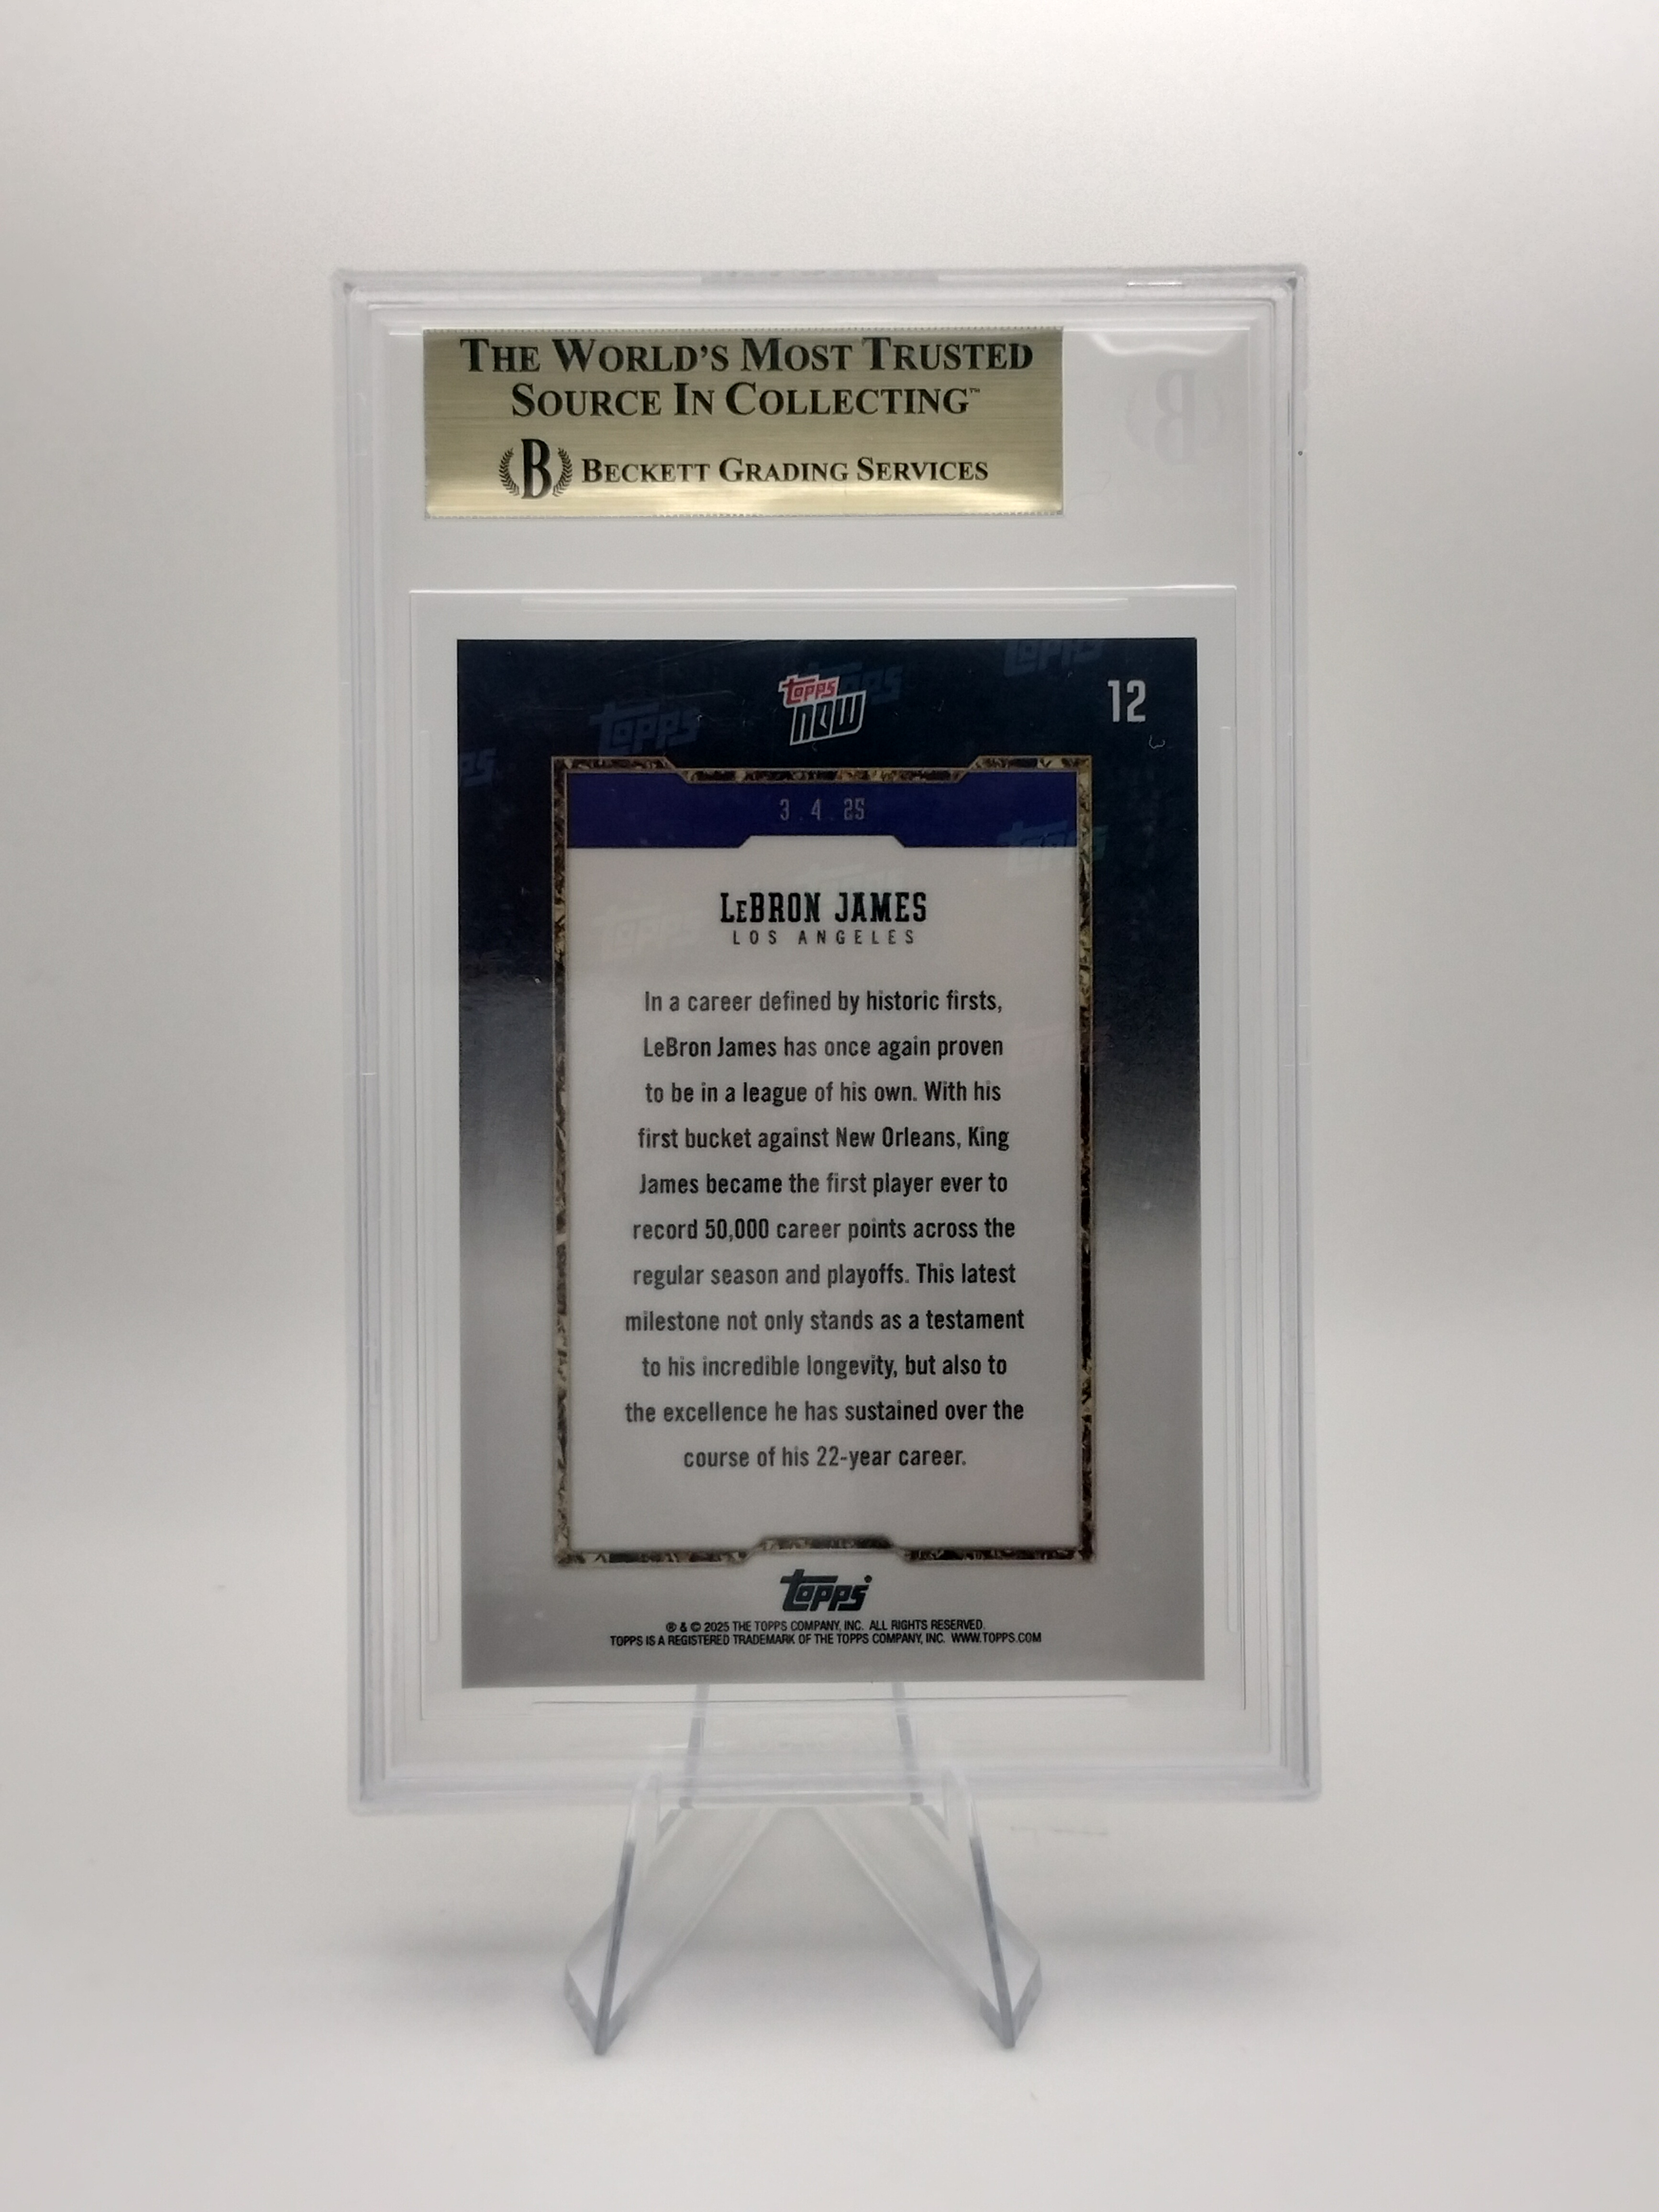 THE WORLD'S MOST TRUSTED
SOURCE IN COLLECTING™
B BECKETT GRADING SERVICES
B
topps
topps
topps
topps
topps NOW
12
3.4.25
topps
topps
LeBRON JAMES
LOS ANGELES
In a career defined by historic firsts,
LeBron James has once again proven
to be in a league of his own. With his
first bucket against New Orleans, King
James became the first player ever to
record 50,000 career points across the
regular season and playoffs. This latest
milestone not only stands as a testament
to his incredible longevity, but also to
the excellence he has sustained over the
course of his 22-year career.
topps
® & © 2025 THE TOPPS COMPANY, INC. ALL RIGHTS RESERVED.
TOPPS IS A REGISTERED TRADEMARK OF THE TOPPS COMPANY, INC. WWW.TOPPS.COM